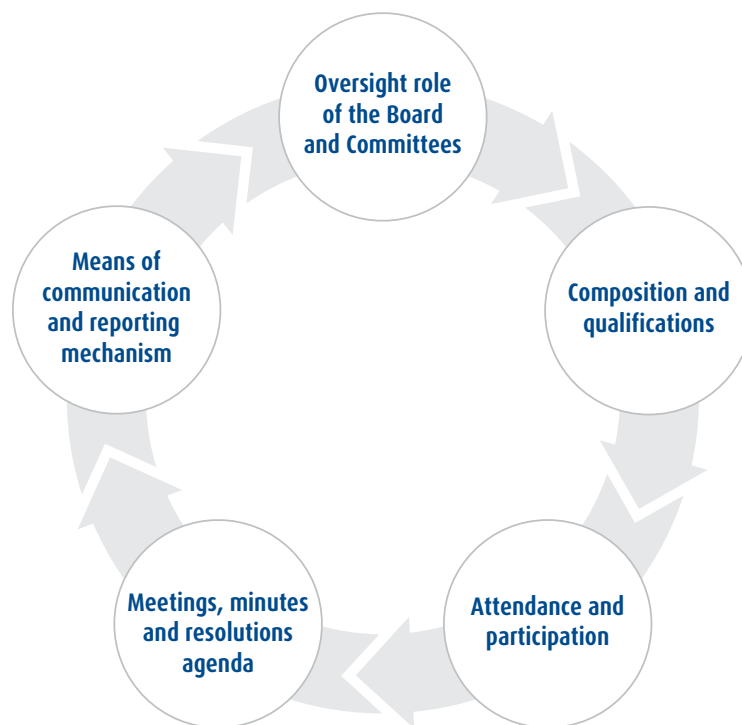 Oversight role
of the Board
and Committees
Composition and
qualifications
Attendance and
participation
Meetings, minutes
and resolutions
agenda
Means of
communication
and reporting
mechanism